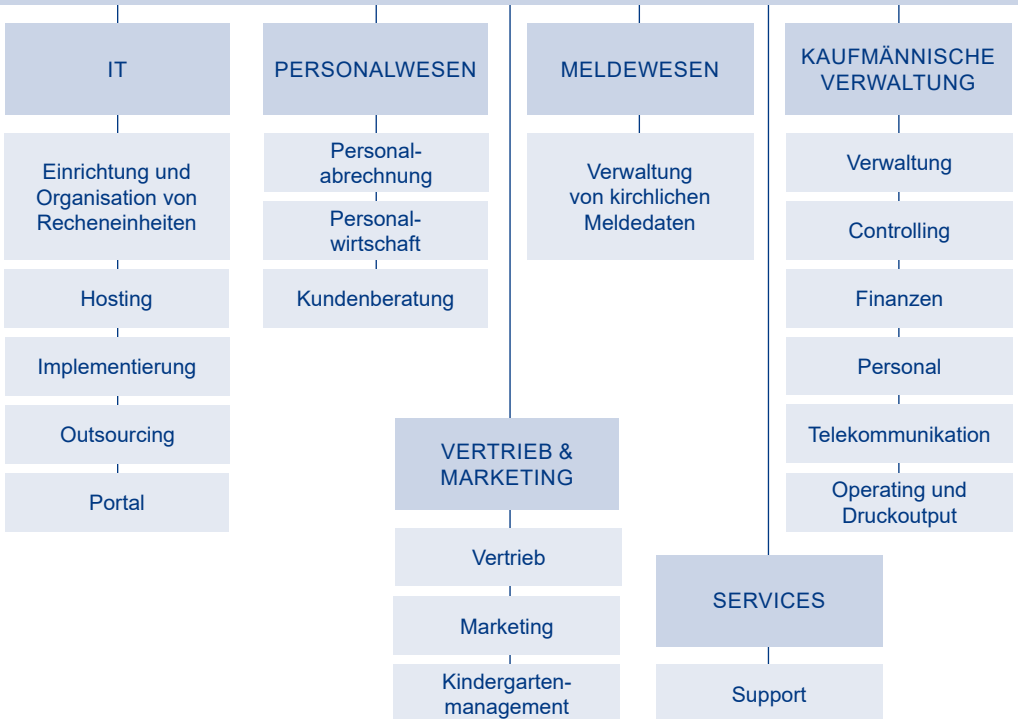 IT
Einrichtung und
Organisation von
Recheneinheiten
Hosting
Implementierung
Outsourcing
Portal
PERSONALWESEN
Personal-
abrechnung
Personal-
wirtschaft
Kundenberatung
VERTRIEB &
MARKETING
Vertrieb
Marketing
Kindergarten-
management
MELDEWESEN
Verwaltung
von kirchlichen
Meldedaten
SERVICES
Support
KAUFMÄNNISCHE
VERWALTUNG
Verwaltung
Controlling
Finanzen
Personal
Telekommunikation
Operating und
Druckoutput